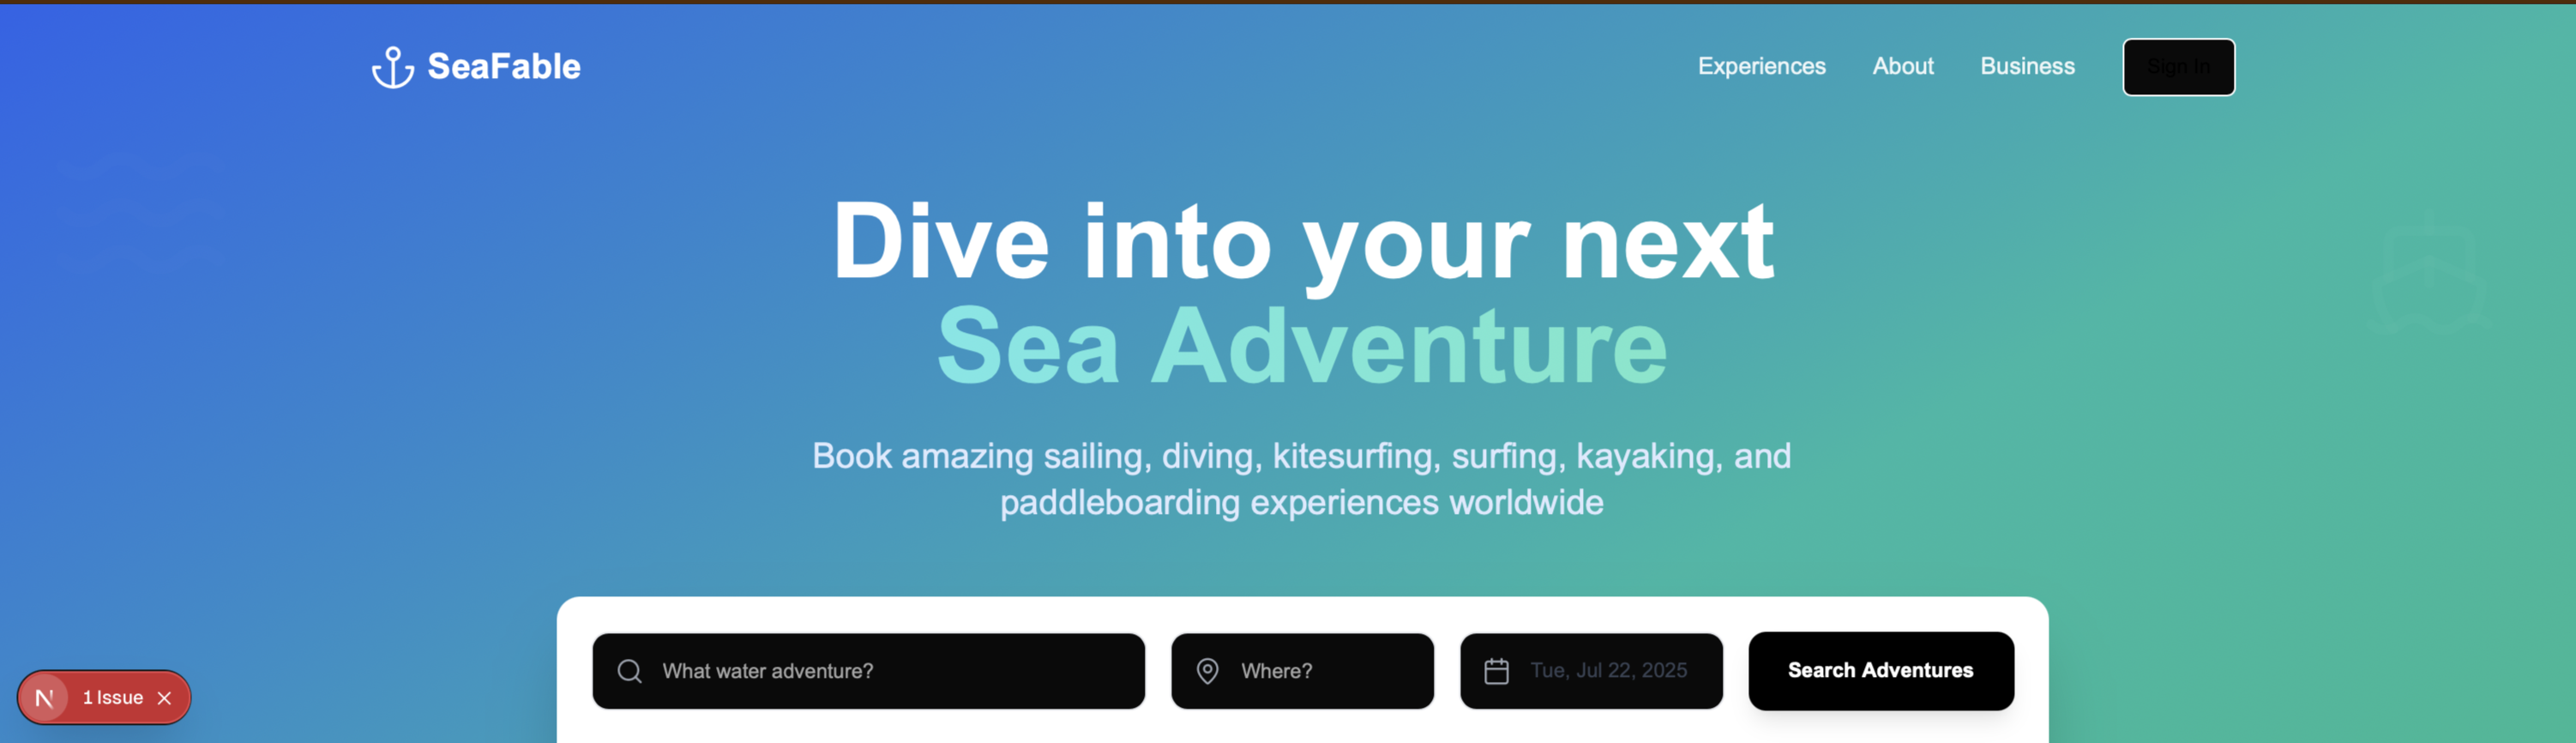 SeaFable
Experiences
About
Business
Sign In
Dive into your next
Sea Adventure
Book amazing sailing, diving, kitesurfing, surfing, kayaking, and
paddleboarding experiences worldwide
What water adventure?
Where?
Tue, Jul 22, 2025
Search Adventures
N
1 Issue